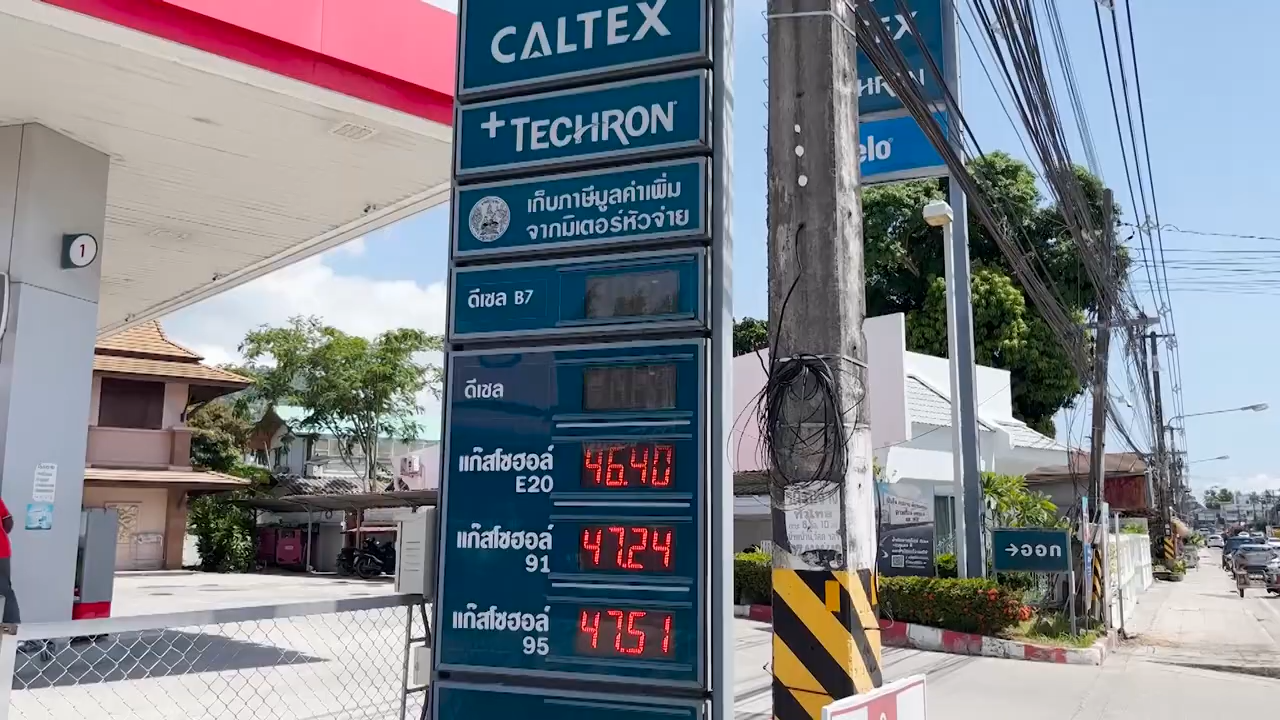 CALTEX
+TECHRON
เก็บภาษีมูลค่าเพิ่ม
จากมิเตอร์หัวจ่าย
ดีเซล B7
ดีเซล
แก๊สโซฮอล์
E20
46.40
แก๊สโซฮอล์
91
47.24
แก๊สโซฮอล์
95
47.51
1
→ออก